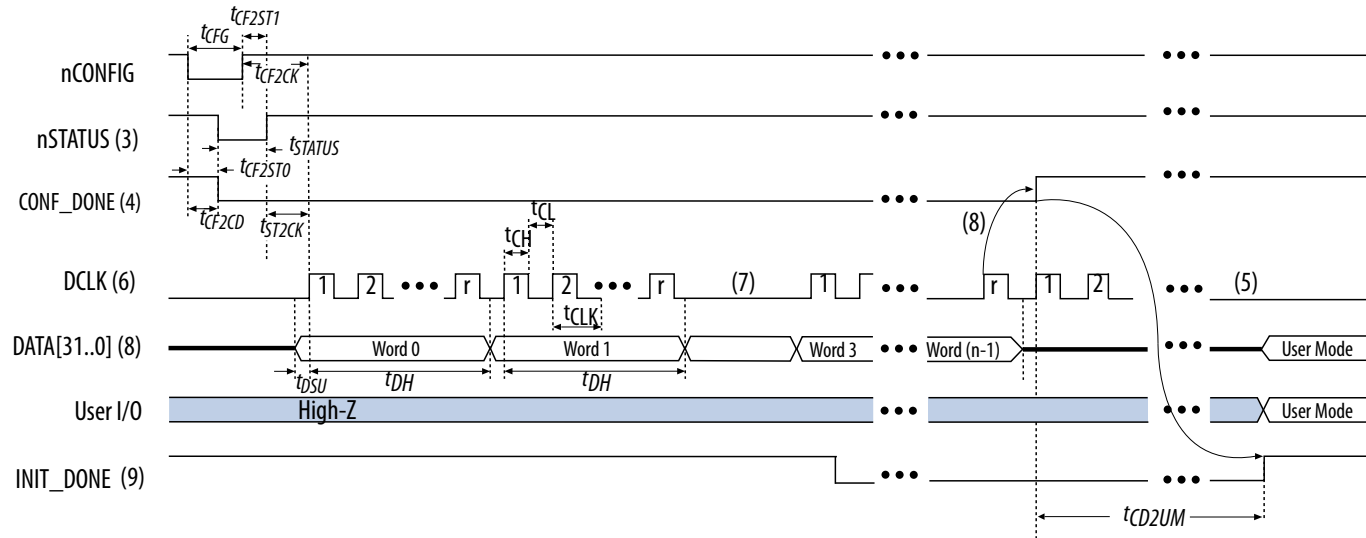 tCF2ST1
tCFG
nCONFIG
tCF2CK
nSTATUS (3)
tSTATUS
tCF2ST0
CONF_DONE (4)
tCF2CD
tST2CK
tCL
tCH
(8)
DCLK (6)
1 2 r 1 2 r (7) 1 r 1 2 (5)
tCLK
DATA[31..0] (8)
Word 0 Word 1 Word 3 Word (n-1) User Mode
tDSU tDH tDH
User I/O High-Z User Mode
INIT_DONE (9)
tCD2UM